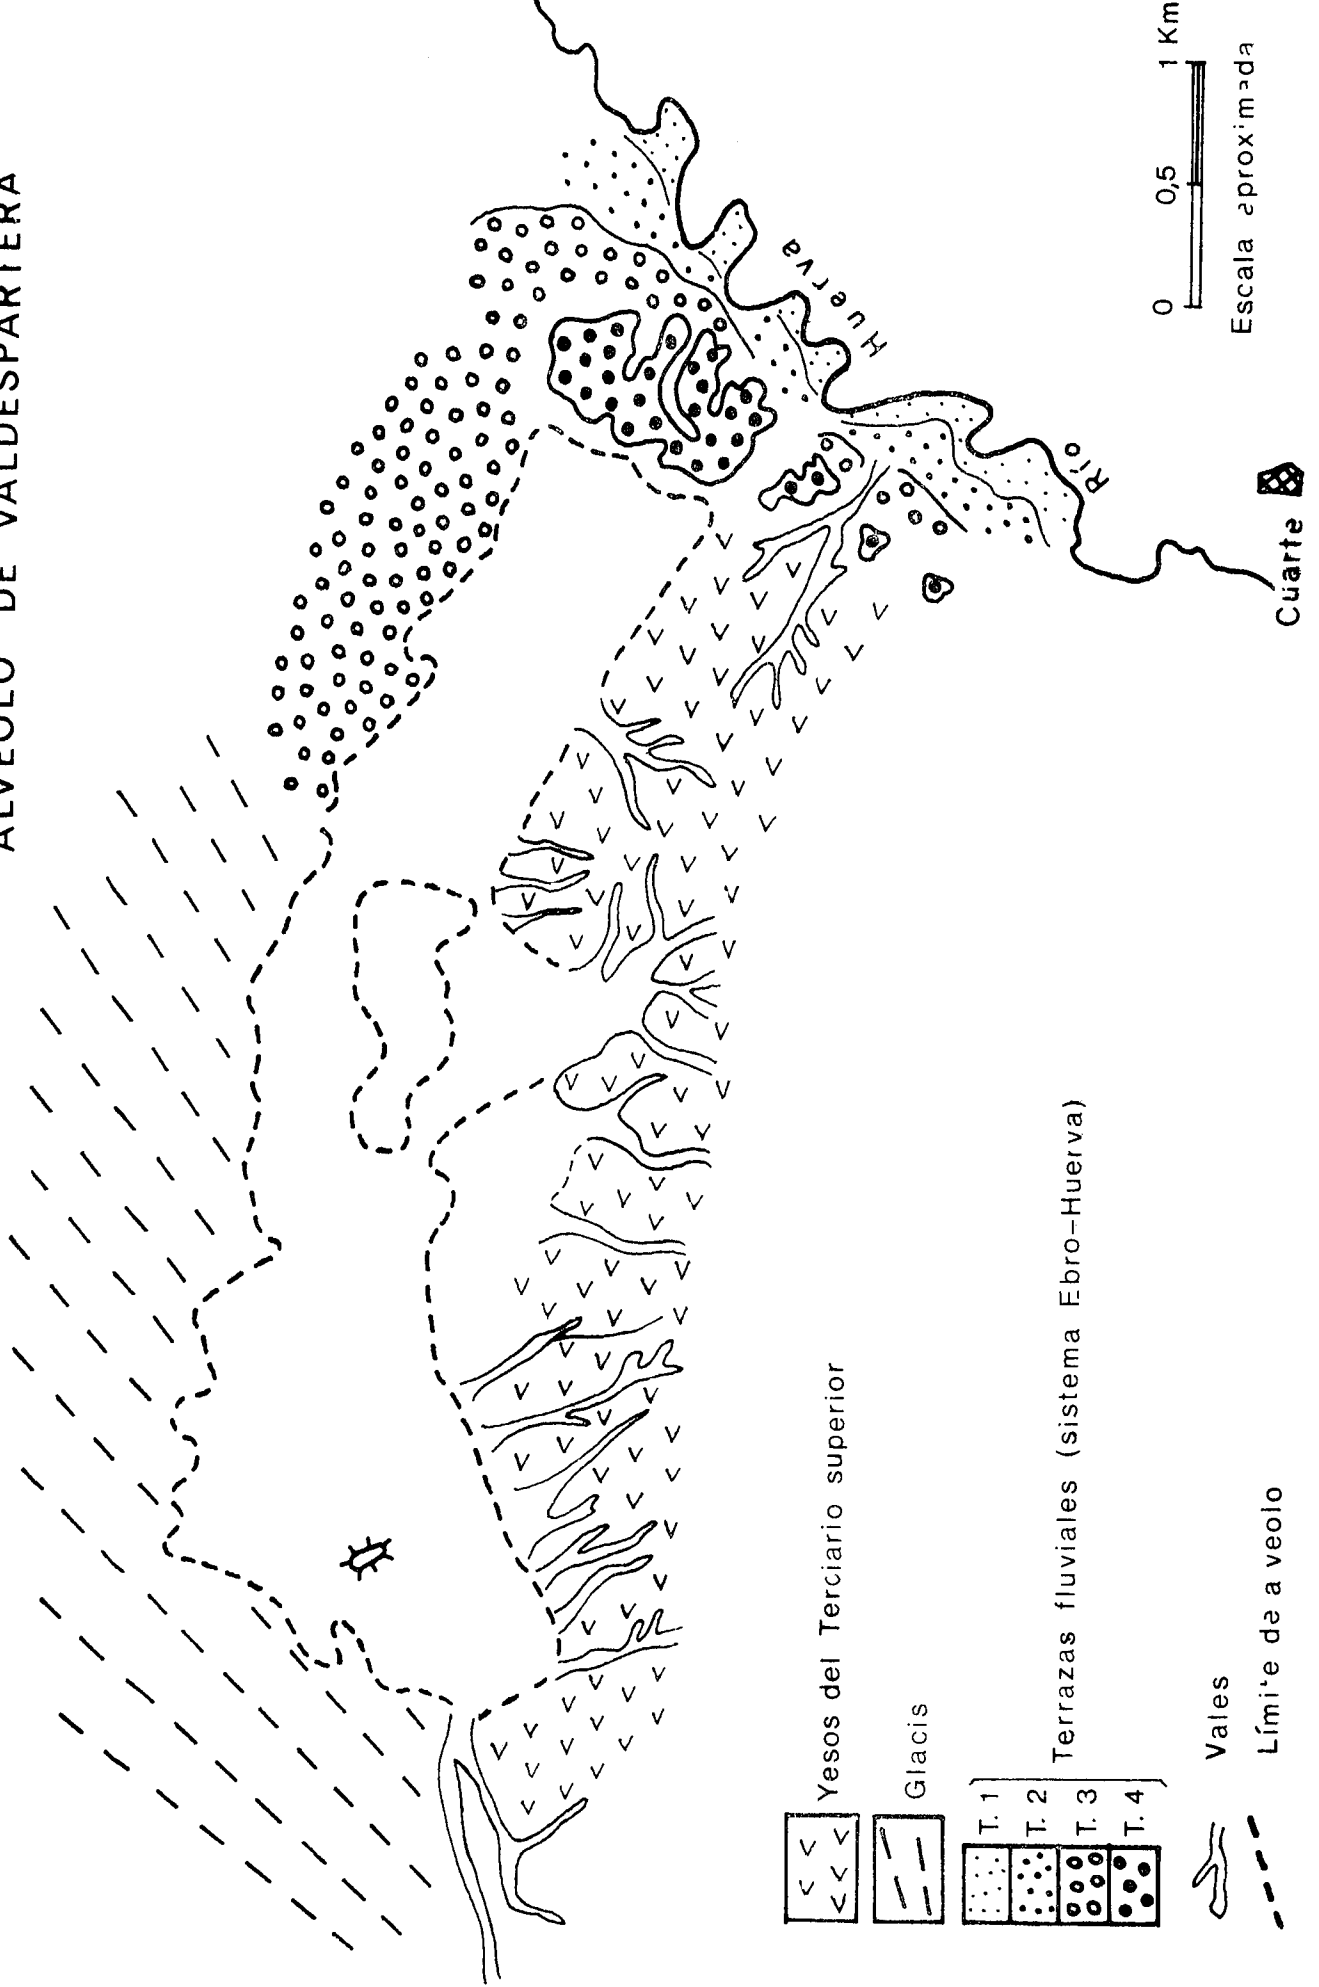 ALVEOLO DE VALDESPARTERA
Río Huerva
Cuarte
0 0,5 1 Km
Escala aproximada
Yesos del Terciario superior
Glacis
T. 1
T. 2
T. 3
T. 4
Terrazas fluviales (sistema Ebro-Huerva)
Vales
Límite de a veolo